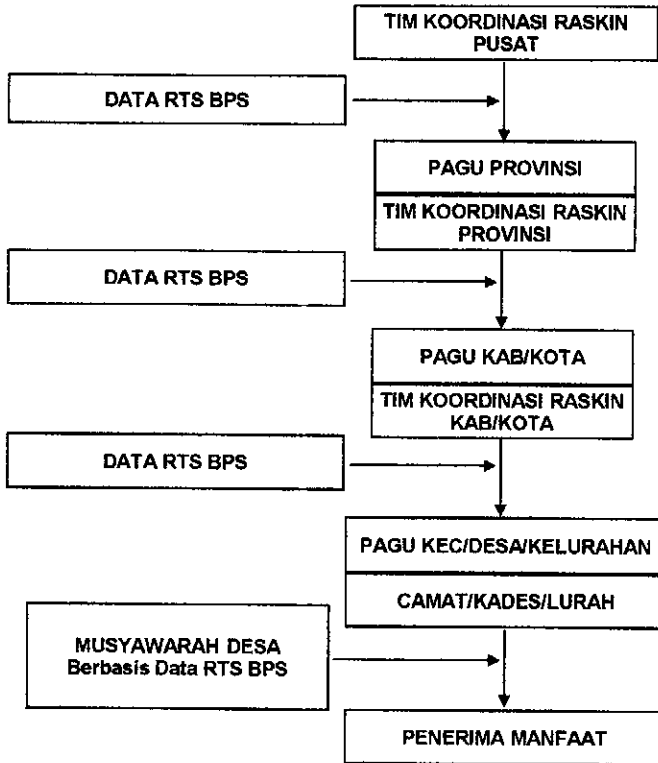 TIM KOORDINASI RASKIN
PUSAT
DATA RTS BPS
PAGU PROVINSI
TIM KOORDINASI RASKIN
PROVINSI
DATA RTS BPS
PAGU KAB/KOTA
TIM KOORDINASI RASKIN
KAB/KOTA
DATA RTS BPS
PAGU KEC/DESA/KELURAHAN
CAMAT/KADES/LURAH
MUSYAWARAH DESA
Berbasis Data RTS BPS
PENERIMA MANFAAT